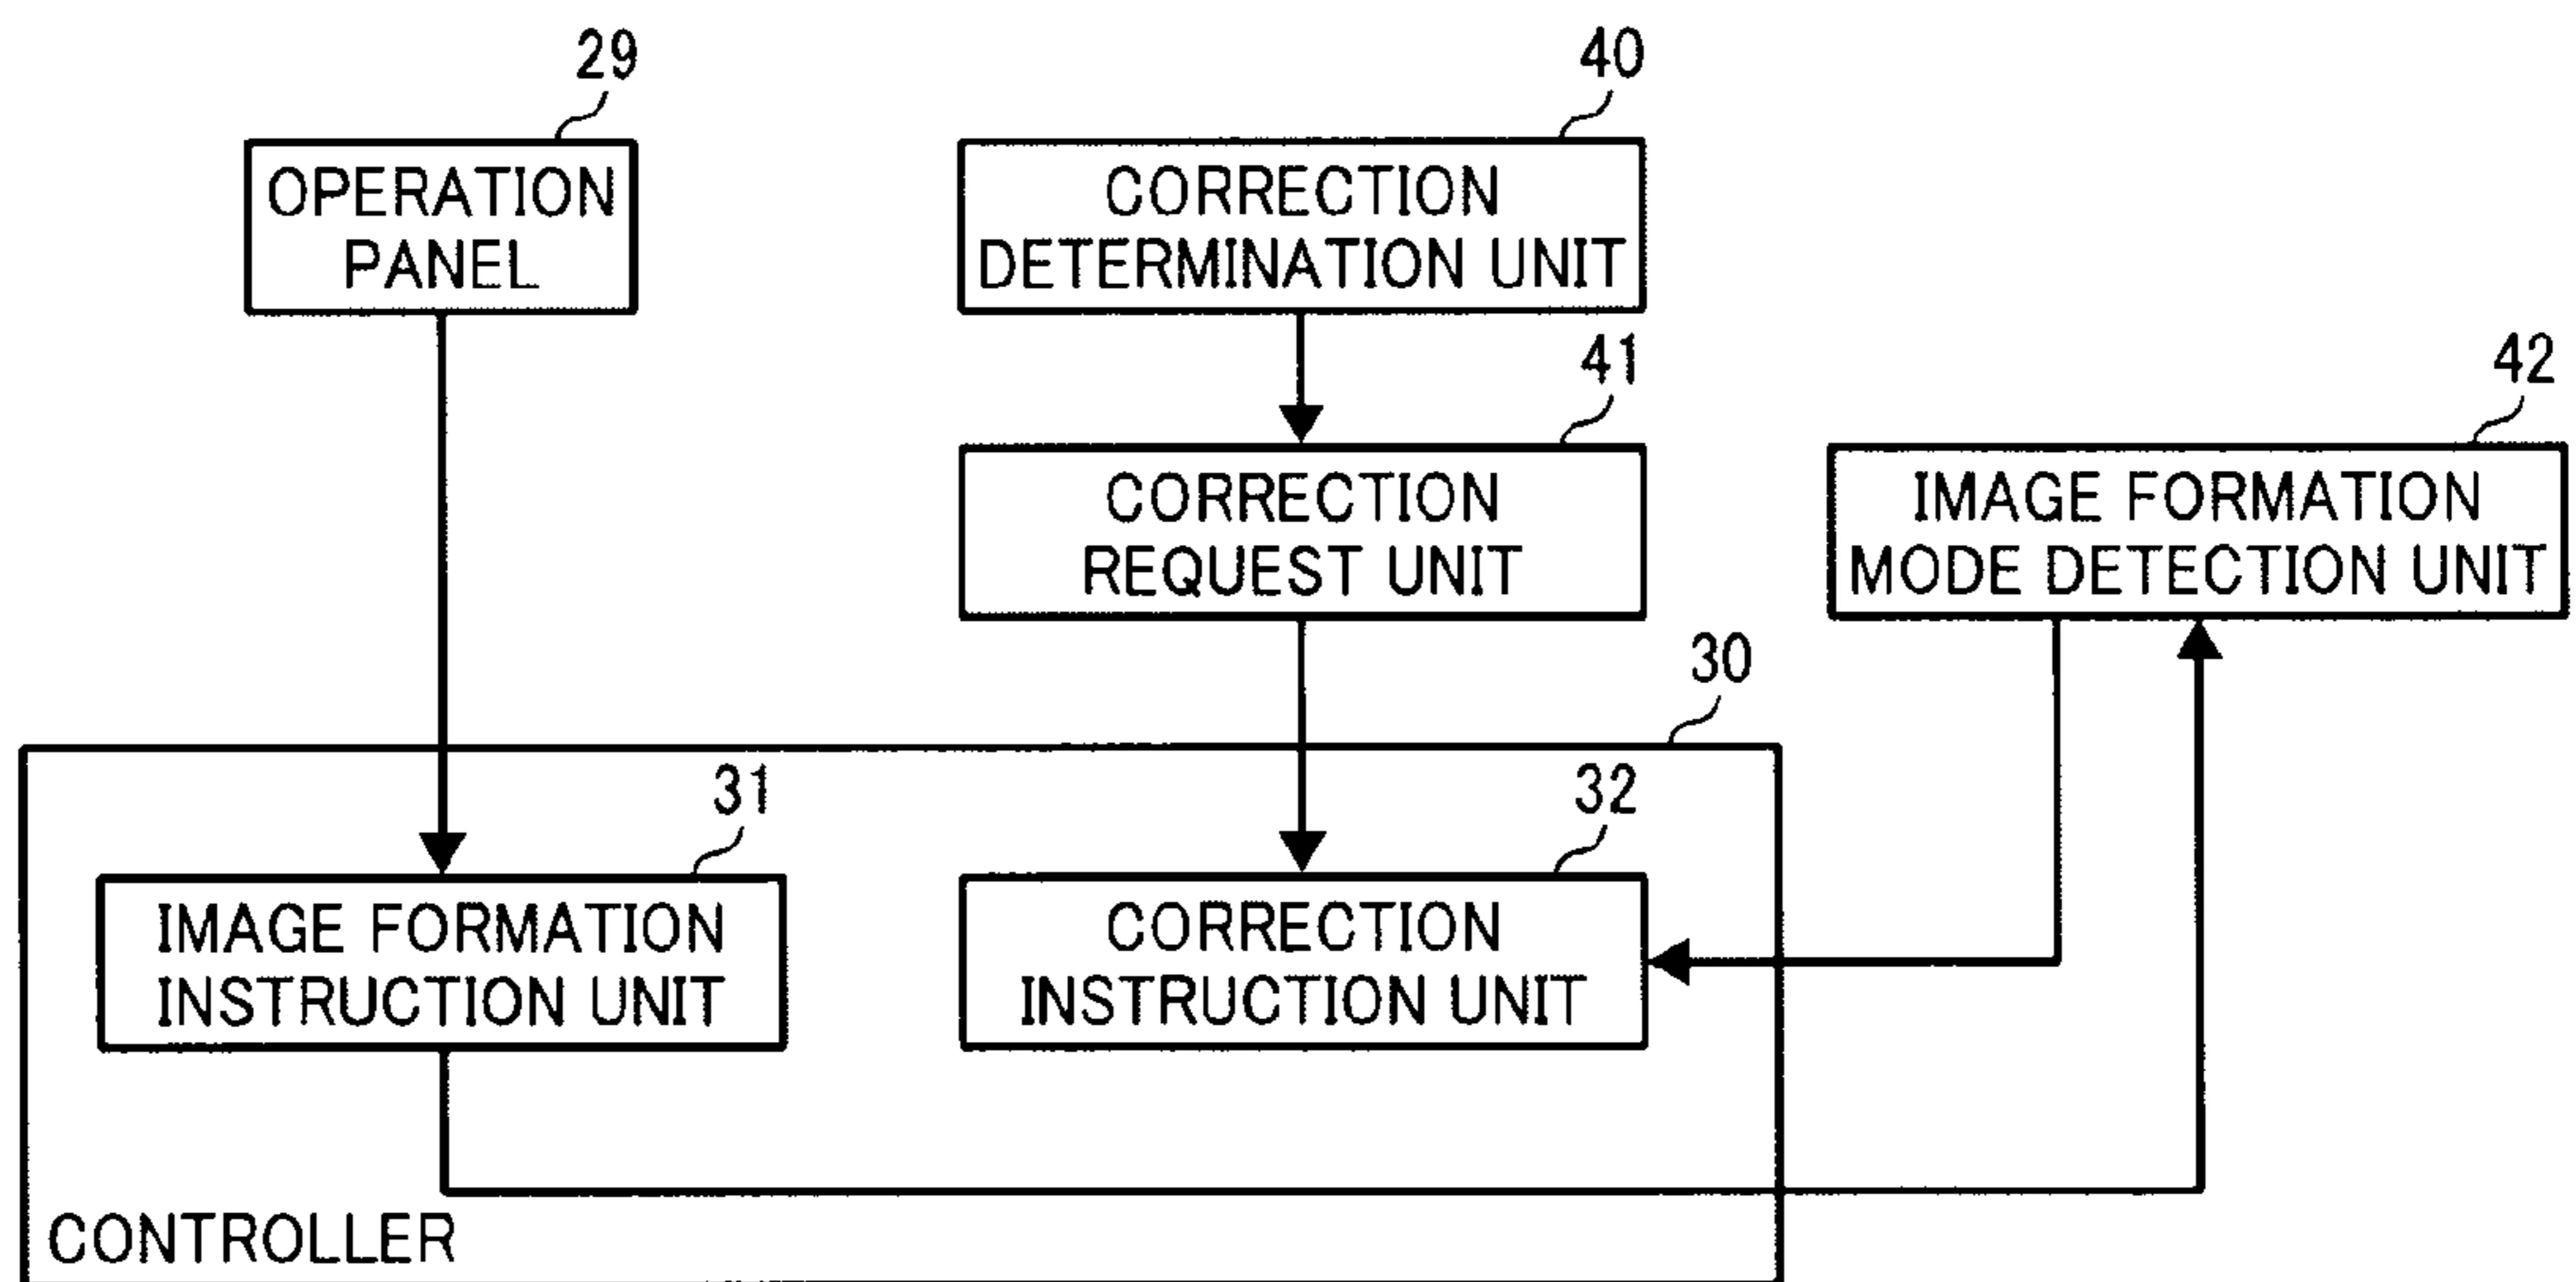 29
OPERATION
PANEL
40
CORRECTION
DETERMINATION UNIT
41
CORRECTION
REQUEST UNIT
42
IMAGE FORMATION
MODE DETECTION UNIT
30
31
IMAGE FORMATION
INSTRUCTION UNIT
32
CORRECTION
INSTRUCTION UNIT
CONTROLLER